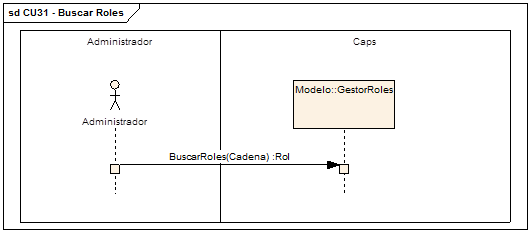 sd CU31 - Buscar Roles
Administrador
Caps
Modelo::GestorRoles
Administrador
BuscarRoles(Cadena) :Rol